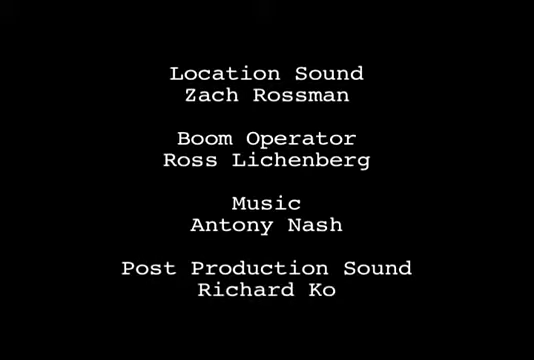 Location Sound
Zach Rossman
Boom Operator
Ross Lichenberg
Music
Antony Nash
Post Production Sound
Richard Ko